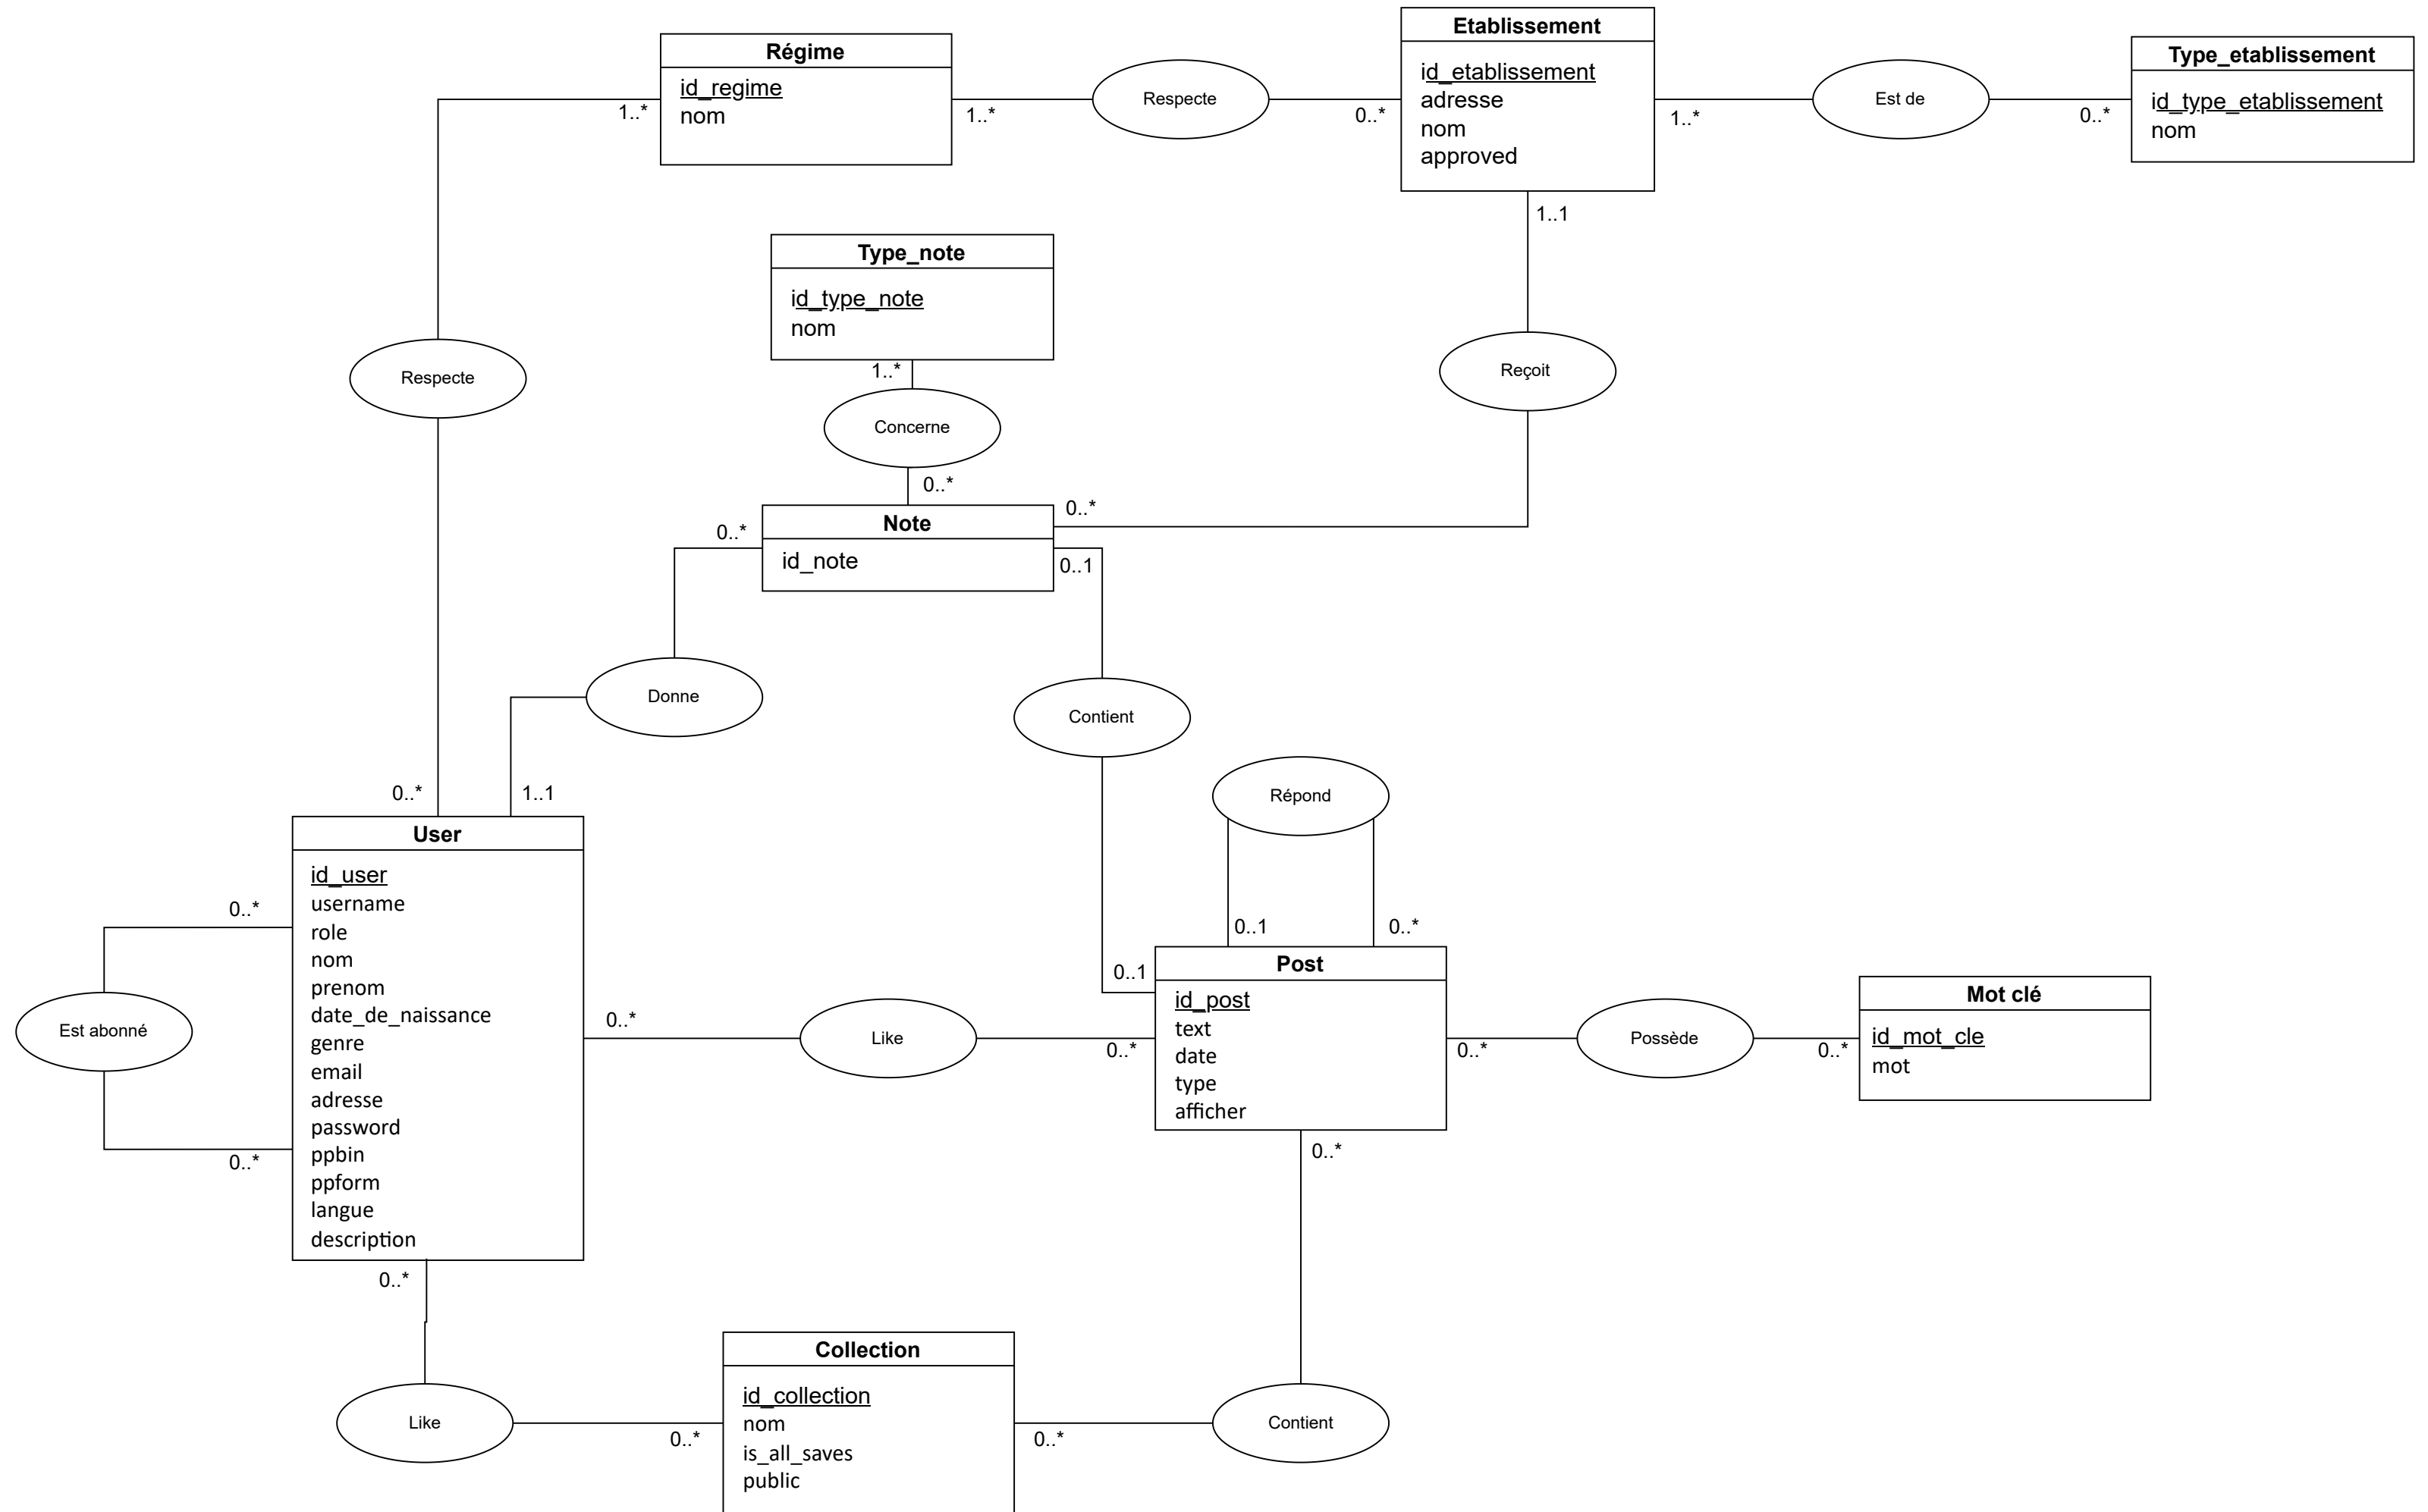 Régime
id_regime
nom
1..*
1..*
Respecte
0..*
Etablissement
id_etablissement
adresse
nom
approved
1..*
Est de
0..*
Type_etablissement
id_type_etablissement
nom
1..1
Type_note
id_type_note
nom
1..*
Respecte
Concerne
Reçoit
0..*
Note
id_note
0..*
0..*
0..1
Donne
Contient
Répond
0..*
1..1
User
id_user
username
role
nom
prenom
date_de_naissance
genre
email
adresse
password
ppbin
ppform
langue
description
0..*
Est abonné
0..*
0..*
Like
0..*
0..1
0..1
0..*
Post
id_post
text
date
type
afficher
0..*
Possède
0..*
Mot clé
id_mot_cle
mot
0..*
0..*
Like
0..*
Collection
id_collection
nom
is_all_saves
public
0..*
Contient